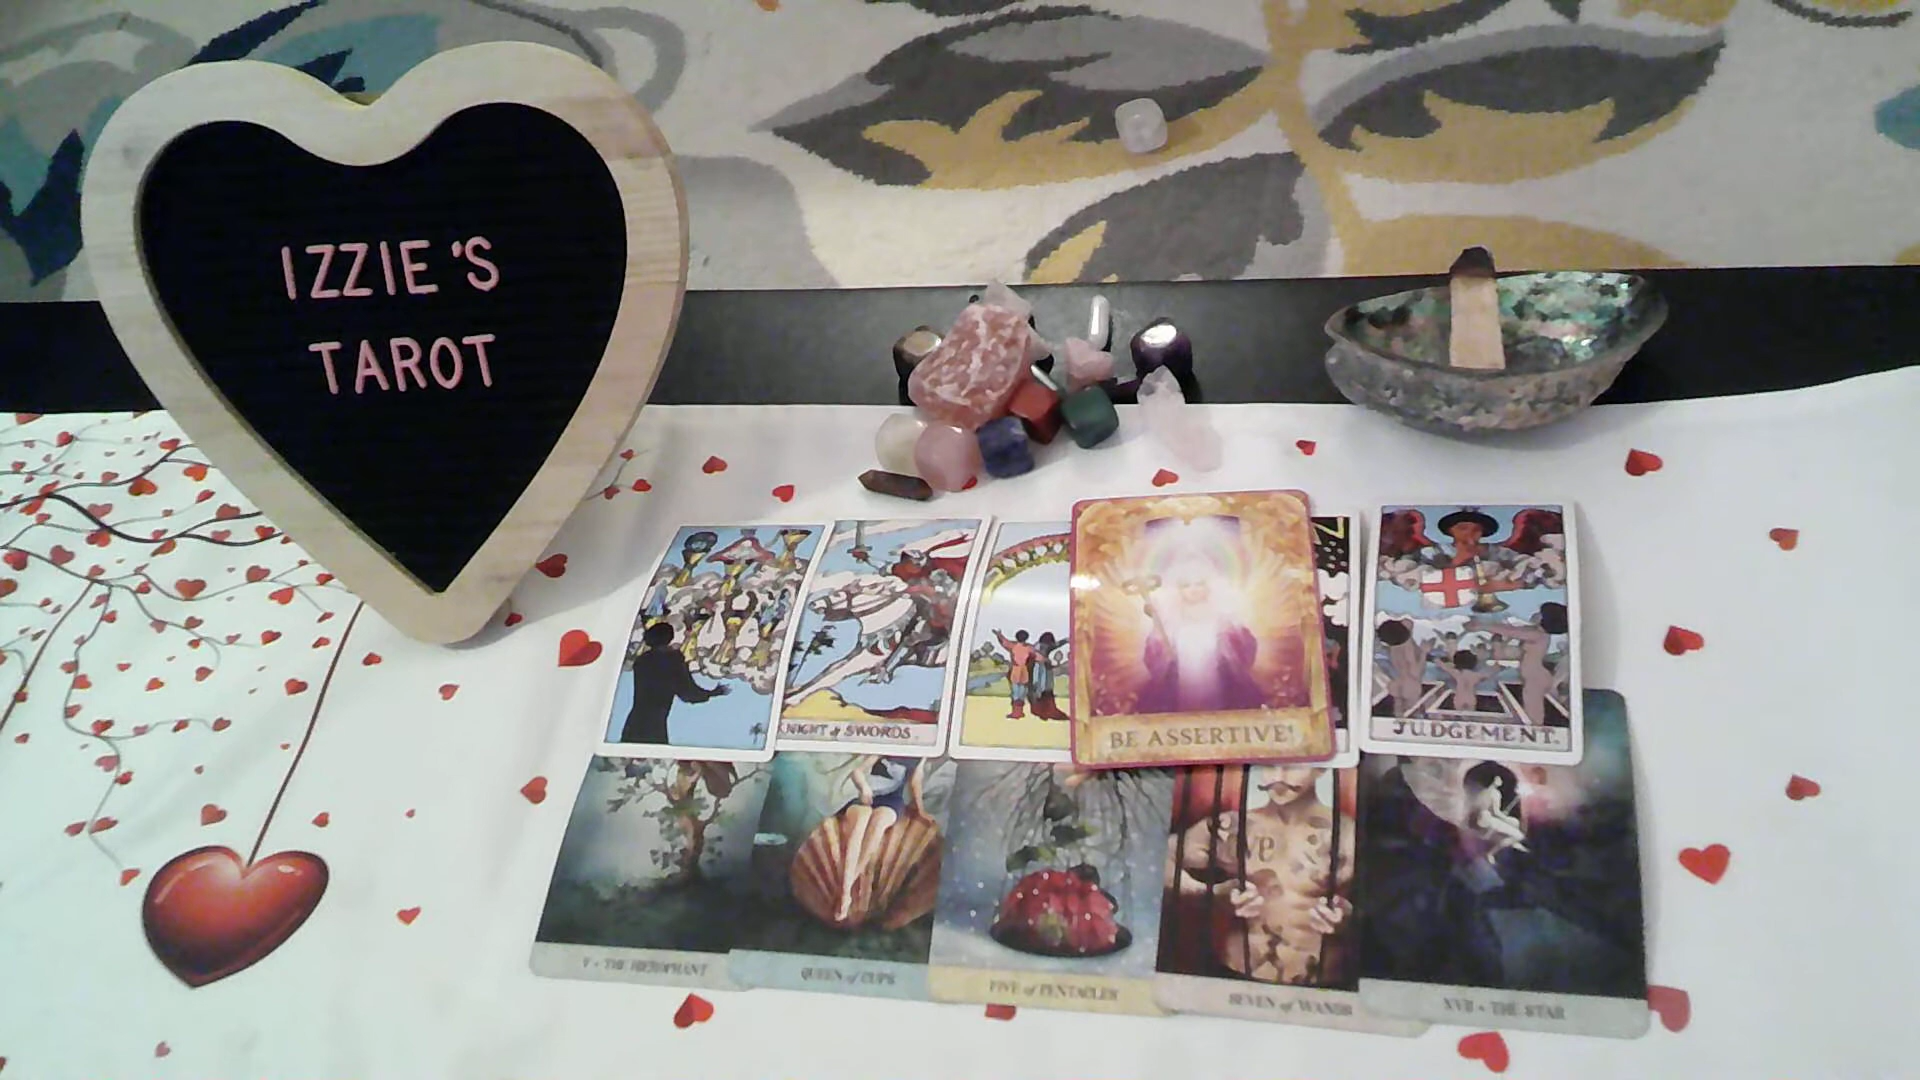 IZZIE'S
TAROT
KNIGHT of SWORDS.
BE ASSERTIVE!
JUDGEMENT.
V • THE HIEROPHANT
QUEEN of CUPS
FIVE of PENTACLES
SEVEN of WANDS
XVII • THE STAR